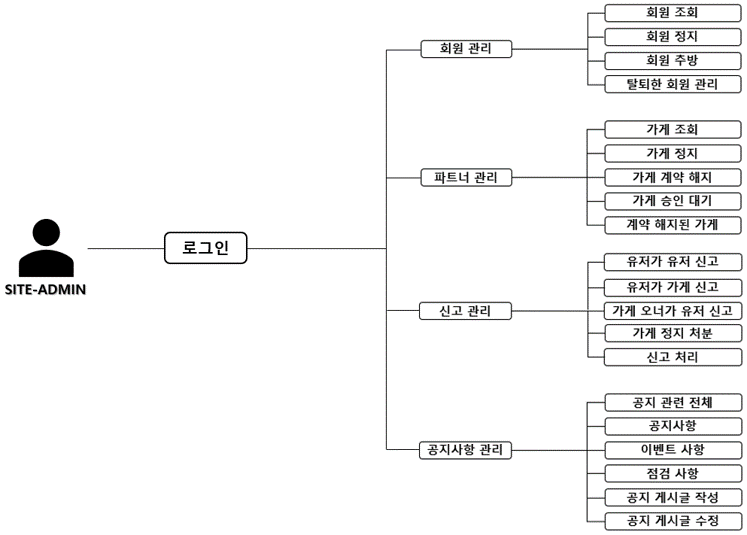 SITE-ADMIN
로그인
회원 관리
회원 조회
회원 정지
회원 주방
탈퇴한 회원 관리
파트너 관리
가게 조회
가게 정지
가게 계약 해지
가게 승인 대기
계약 해지된 가게
신고 관리
유저가 유저 신고
유저가 가게 신고
가게 오너가 유저 신고
가게 정지 처분
신고 처리
공지사항 관리
공지 관련 전체
공지사항
이벤트 사항
점검 사항
공지 게시글 작성
공지 게시글 수정